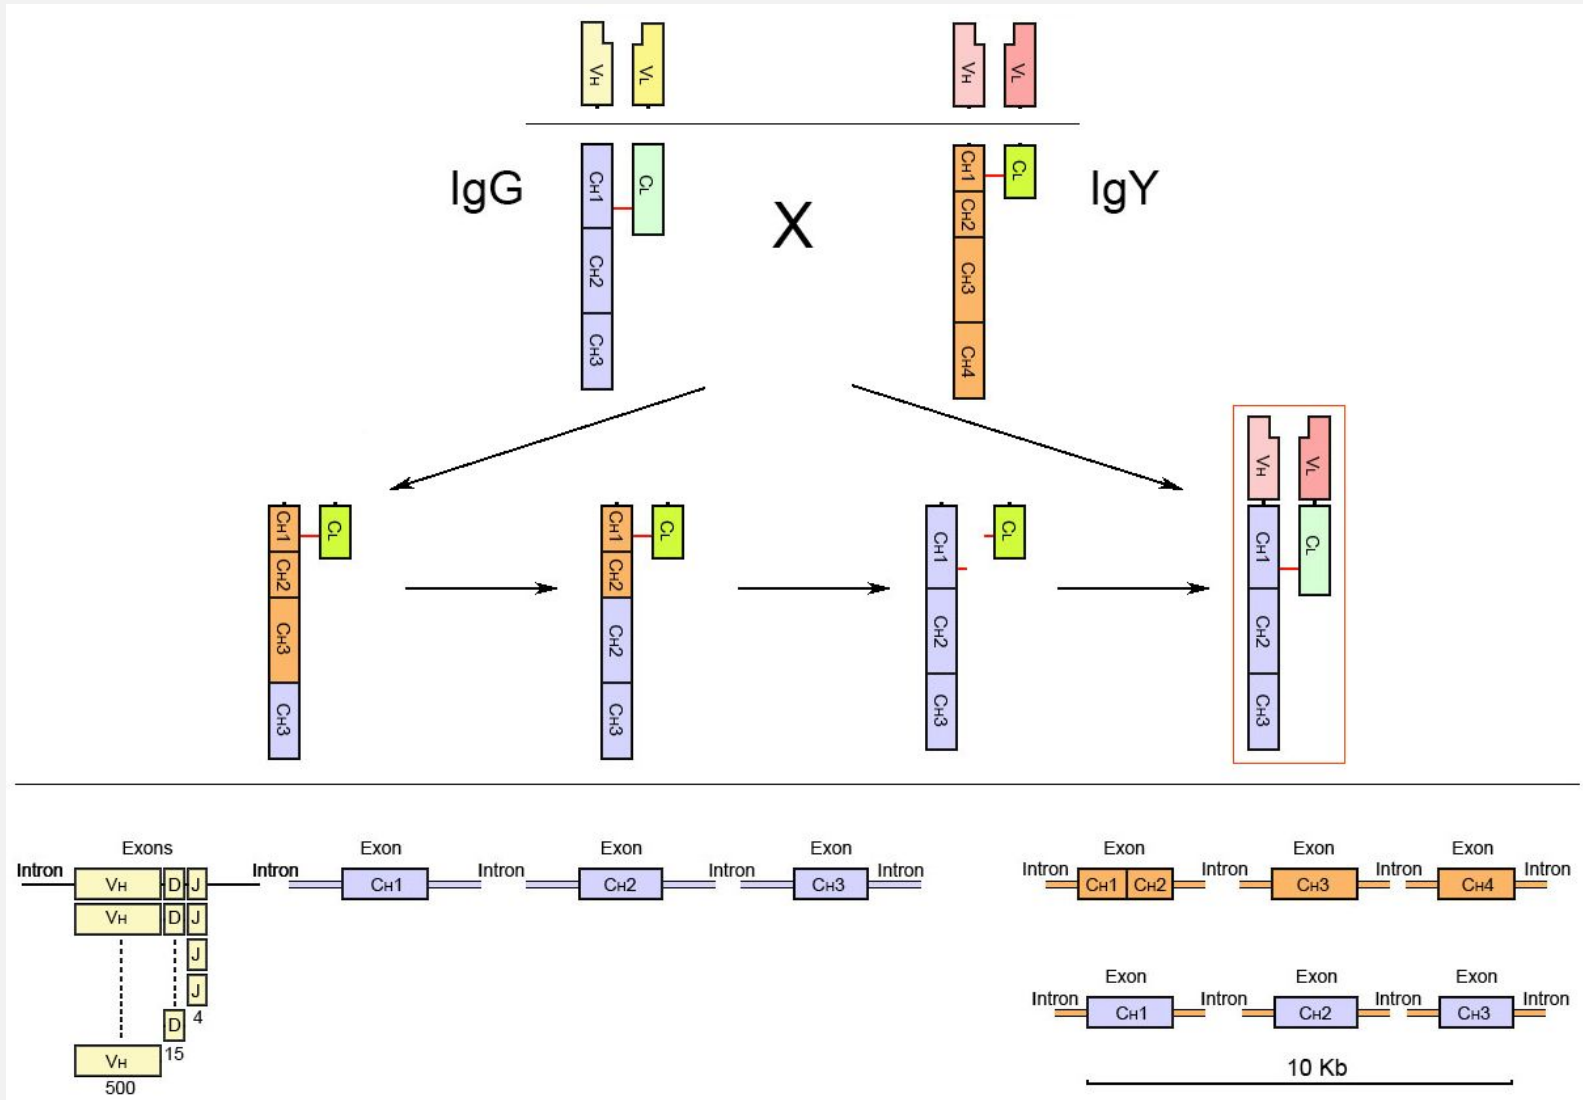 VH
VL
VH
VL
IgG
CH1
CL
CH2
CH3
X
CH1
CL
CH2
CH3
CH4
IgY
VH
VL
CH1
CL
CH2
CH3
CH3
CH1
CL
CH2
CH2
CH3
CH1
CL
CH2
CH3
CH1
CL
CH2
CH3
Exons
Exon
Exon
Exon
Intron
Intron
Intron
Intron
Intron
VH D J
CH1
CH2
CH3
VH D J
J
J
4
D
15
VH
500
Exon
Exon
Exon
Intron
Intron
Intron
Intron
CH1 CH2
CH3
CH4
Exon
Exon
Exon
Intron
Intron
Intron
Intron
CH1
CH2
CH3
10 Kb